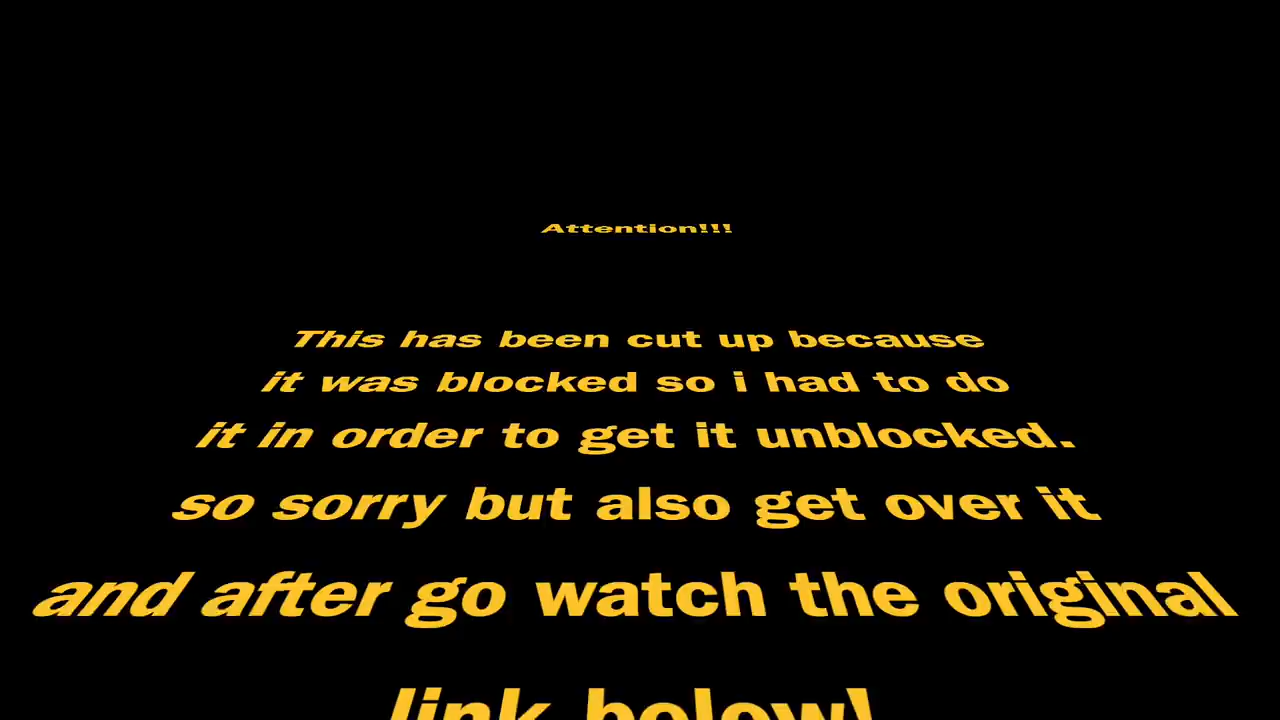 Attention!!!
This has been cut up because
it was blocked so i had to do
it in order to get it unblocked.
so sorry but also get over it
and after go watch the original
link below!